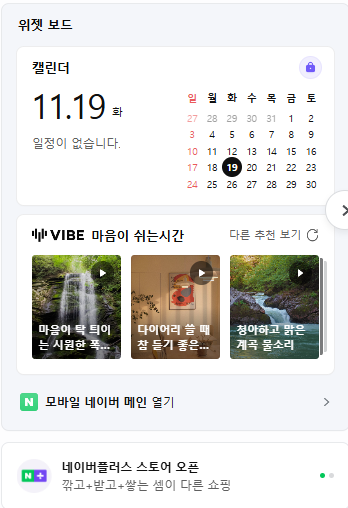 위젯 보드
캘린더
11.19 화
일정이 없습니다.
일 월 화 수 목 금 토
27 28 29 30 31 1 2
3 4 5 6 7 8 9
10 11 12 13 14 15 16
17 18 19 20 21 22 23
24 25 26 27 28 29 30
VIBE 마음이 쉬는시간
다른 추천 보기
마음이 탁 틔이
는 시원한 폭...
다이어리 쓸 때
참 듣기 좋은...
청아하고 맑은
계곡 물소리
N 모바일 네이버 메인 열기
N+
네이버플러스 스토어 오픈
깎고+받고+쌓는 셈이 다른 쇼핑